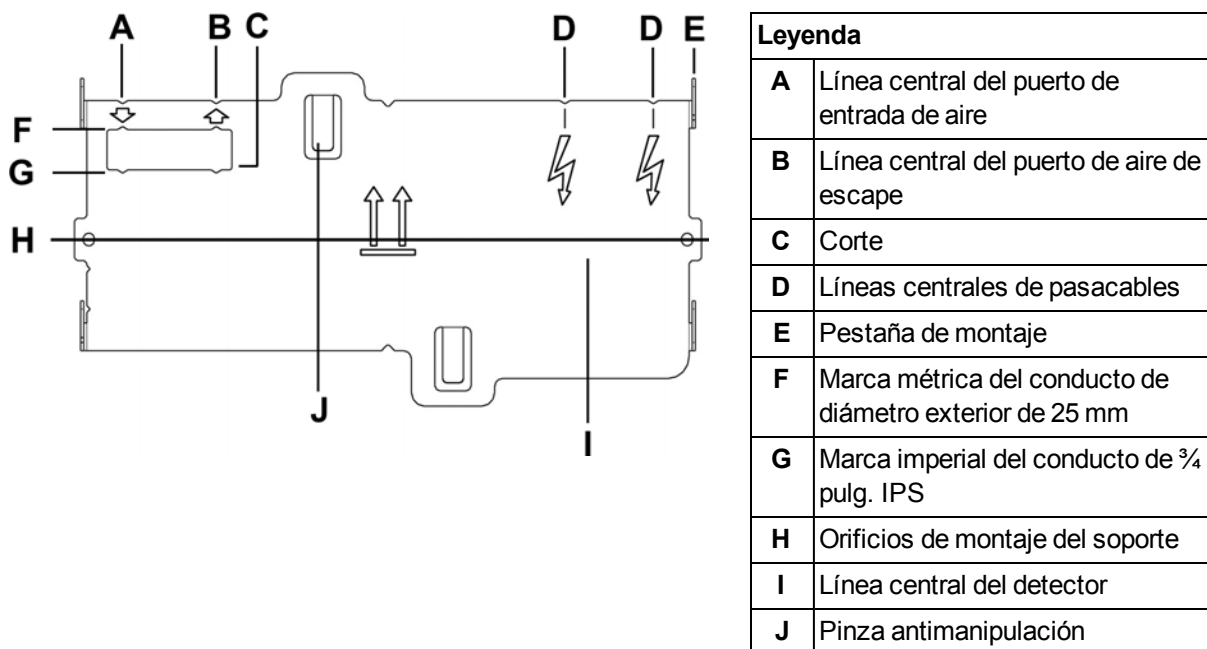 A B C D D E
F
G
H
J
I
Leyenda
A Línea central del puerto de
entrada de aire
B Línea central del puerto de aire de
escape
C Corte
D Líneas centrales de pasacables
E Pestaña de montaje
F Marca métrica del conducto de
diámetro exterior de 25 mm
G Marca imperial del conducto de ¾
pulg. IPS
H Orificios de montaje del soporte
I Línea central del detector
J Pinza antimanipulación